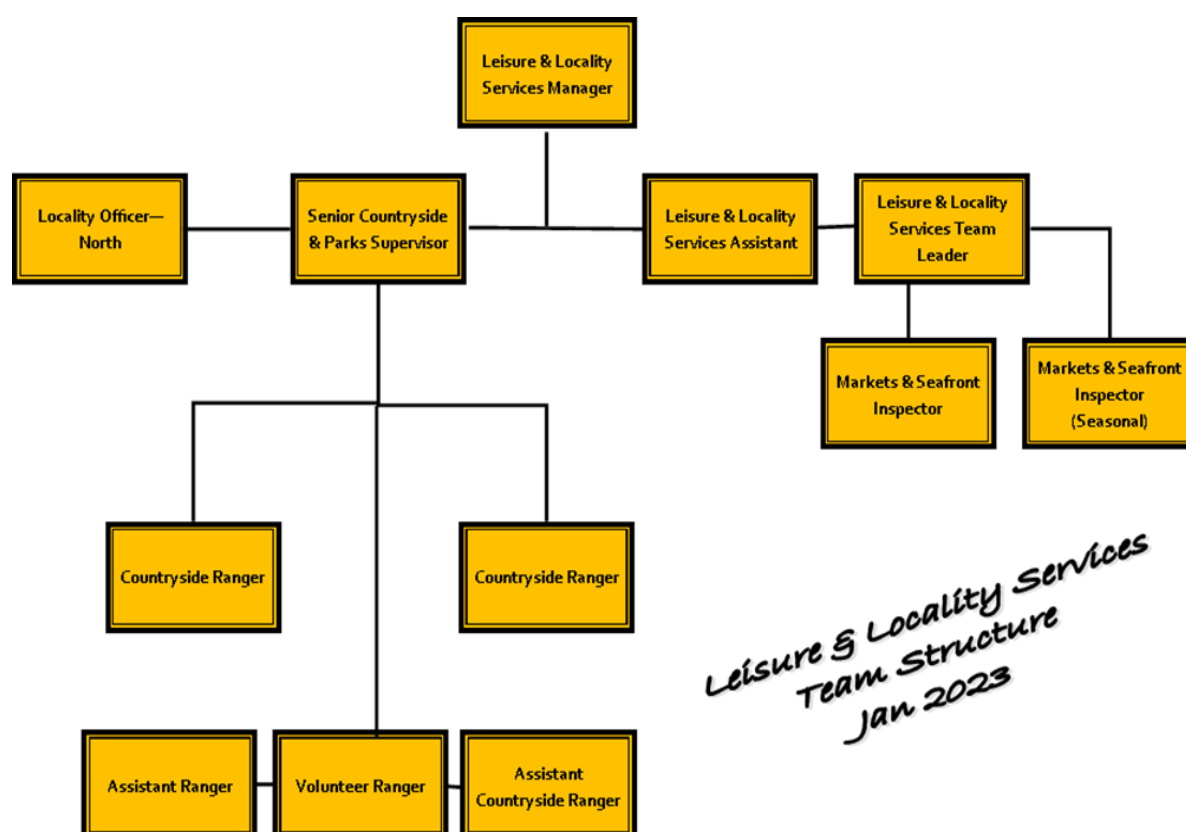 Leisure & Locality
Services Manager
Locality Officer—
North
Senior Countryside
& Parks Supervisor
Leisure & Locality
Services Assistant
Leisure & Locality
Services Team
Leader
Markets & Seafront
Inspector
Markets & Seafront
Inspector
(Seasonal)
Countryside Ranger
Countryside Ranger
Leisure & Locality Services
Team Structure
Jan 2023
Assistant Ranger
Volunteer Ranger
Assistant
Countryside Ranger